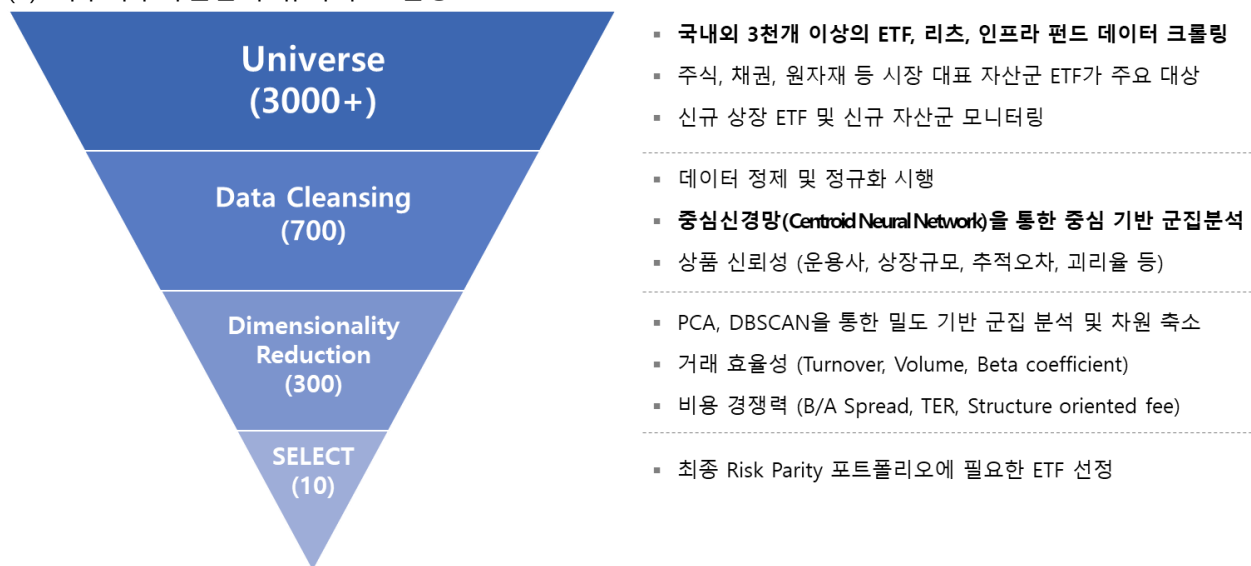 Universe
(3000+)
국내외 3천개 이상의 ETF, 리츠, 인프라 펀드 데이터 크롤링
주식, 채권, 원자재 등 시장 대표 자산군 ETF가 주요 대상
신규 상장 ETF 및 신규 자산군 모니터링
Data Cleansing
(700)
데이터 정제 및 정규화 시행
중심신경망(Centroid Neural Network)을 통한 중심 기반 군집분석
상품 신뢰성 (운용사, 상장규모, 추적오차, 괴리율 등)
Dimensionality
Reduction
(300)
PCA, DBSCAN을 통한 밀도 기반 군집 분석 및 차원 축소
거래 효율성 (Turnover, Volume, Beta coefficient)
비용 경쟁력 (B/A Spread, TER, Structure oriented fee)
SELECT
(10)
최종 Risk Parity 포트폴리오에 필요한 ETF 선정